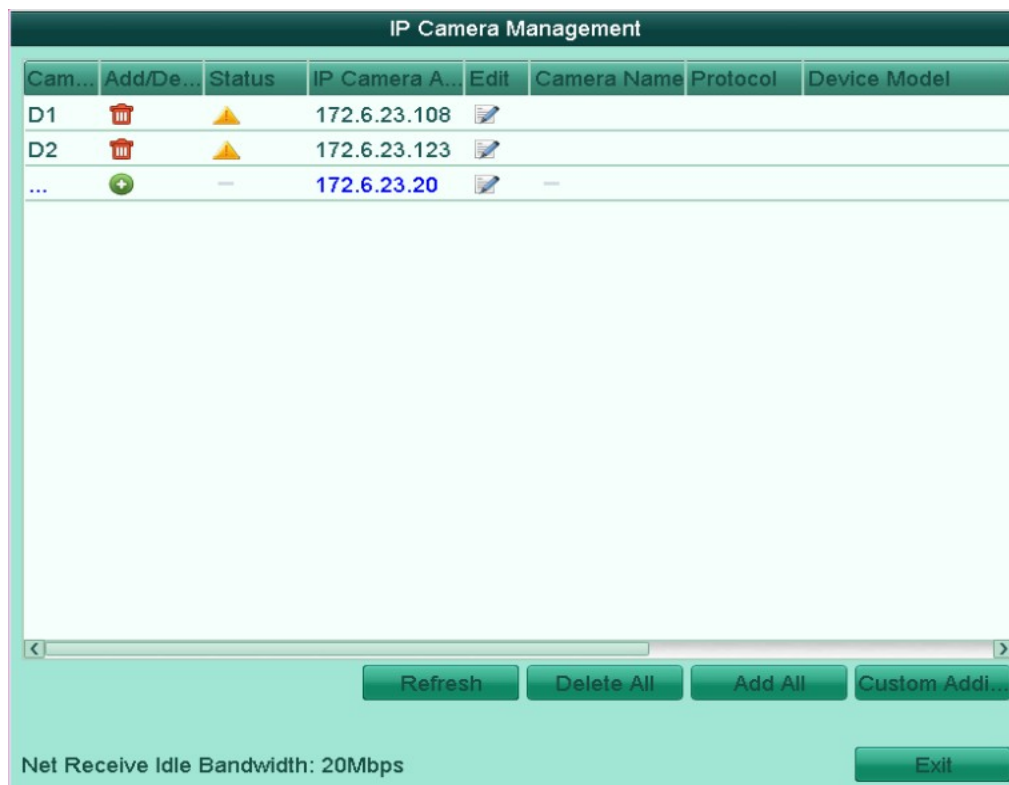 IP Camera Management
Cam... Add/De... Status IP Camera A... Edit Camera Name Protocol Device Model
D1 172.6.23.108
D2 172.6.23.123
... — 172.6.23.20 —
Refresh Delete All Add All Custom Addi...
Net Receive Idle Bandwidth: 20Mbps Exit